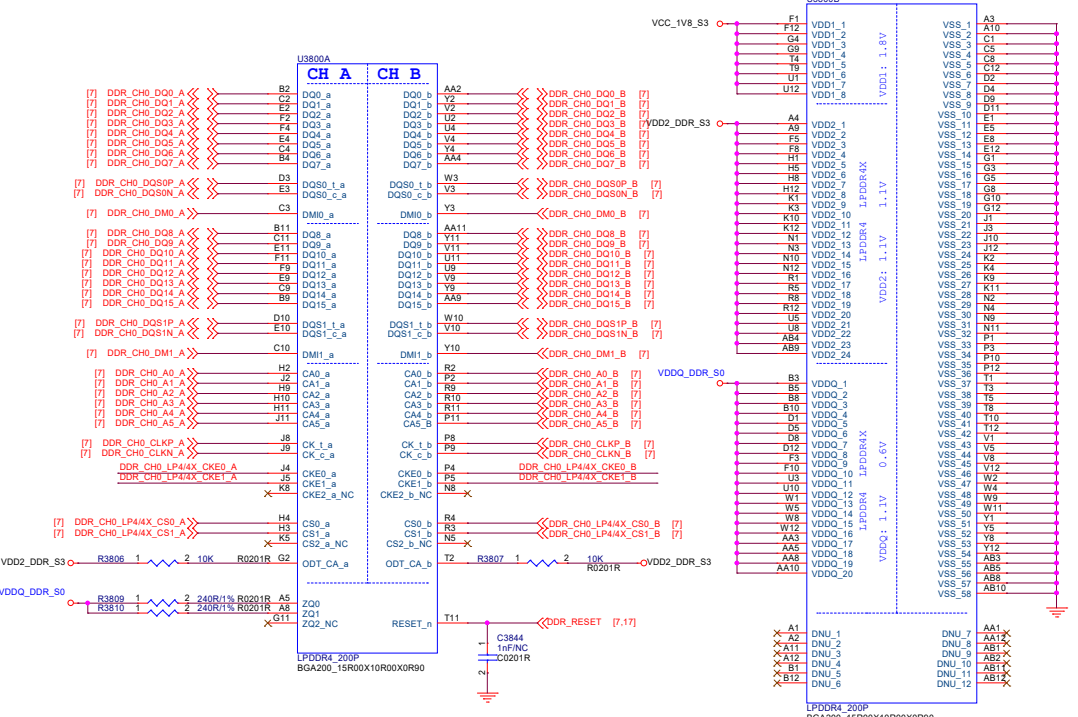 U3800A
CH A CH B
[7] DDR_CH0_DQ0_A B2 DQ0_a DQ0_b AA2 DDR_CH0_DQ0_B [7]
[7] DDR_CH0_DQ1_A C2 DQ1_a DQ1_b Y2 DDR_CH0_DQ1_B [7]
[7] DDR_CH0_DQ2_A E2 DQ2_a DQ2_b V2 DDR_CH0_DQ2_B [7]
[7] DDR_CH0_DQ3_A F2 DQ3_a DQ3_b U2 DDR_CH0_DQ3_B [7]
[7] DDR_CH0_DQ4_A F4 DQ4_a DQ4_b U4 DDR_CH0_DQ4_B [7]
[7] DDR_CH0_DQ5_A E4 DQ5_a DQ5_b V4 DDR_CH0_DQ5_B [7]
[7] DDR_CH0_DQ6_A C4 DQ6_a DQ6_b Y4 DDR_CH0_DQ6_B [7]
[7] DDR_CH0_DQ7_A B4 DQ7_a DQ7_b AA4 DDR_CH0_DQ7_B [7]
[7] DDR_CH0_DQS0P_A D3 DQS0_t_a DQS0_t_b W3 DDR_CH0_DQS0P_B [7]
[7] DDR_CH0_DQS0N_A E3 DQS0_c_a DQS0_c_b V3 DDR_CH0_DQS0N_B [7]
[7] DDR_CH0_DM0_A C3 DMI0_a DMI0_b Y3 DDR_CH0_DM0_B [7]
[7] DDR_CH0_DQ8_A B11 DQ8_a DQ8_b AA11 DDR_CH0_DQ8_B [7]
[7] DDR_CH0_DQ9_A C11 DQ9_a DQ9_b Y11 DDR_CH0_DQ9_B [7]
[7] DDR_CH0_DQ10_A E11 DQ10_a DQ10_b V11 DDR_CH0_DQ10_B [7]
[7] DDR_CH0_DQ11_A F11 DQ11_a DQ11_b U11 DDR_CH0_DQ11_B [7]
[7] DDR_CH0_DQ12_A F9 DQ12_a DQ12_b U9 DDR_CH0_DQ12_B [7]
[7] DDR_CH0_DQ13_A E9 DQ13_a DQ13_b V9 DDR_CH0_DQ13_B [7]
[7] DDR_CH0_DQ14_A C9 DQ14_a DQ14_b Y9 DDR_CH0_DQ14_B [7]
[7] DDR_CH0_DQ15_A B9 DQ15_a DQ15_b AA9 DDR_CH0_DQ15_B [7]
[7] DDR_CH0_DQS1P_A D10 DQS1_t_a DQS1_t_b W10 DDR_CH0_DQS1P_B [7]
[7] DDR_CH0_DQS1N_A E10 DQS1_c_a DQS1_c_b V10 DDR_CH0_DQS1N_B [7]
[7] DDR_CH0_DM1_A C10 DMI1_a DMI1_b Y10 DDR_CH0_DM1_B [7]
[7] DDR_CH0_A0_A H2 CA0_a CA0_b R2 DDR_CH0_A0_B [7]
[7] DDR_CH0_A1_A J2 CA1_a CA1_b P2 DDR_CH0_A1_B [7]
[7] DDR_CH0_A2_A H9 CA2_a CA2_b R9 DDR_CH0_A2_B [7]
[7] DDR_CH0_A3_A H10 CA3_a CA3_b R10 DDR_CH0_A3_B [7]
[7] DDR_CH0_A4_A H11 CA4_a CA4_b R11 DDR_CH0_A4_B [7]
[7] DDR_CH0_A5_A J11 CA5_a CA5_B P11 DDR_CH0_A5_B [7]
[7] DDR_CH0_CLKP_A J8 CK_t_a CK_t_b P8 DDR_CH0_CLKP_B [7]
[7] DDR_CH0_CLKN_A J9 CK_c_a CK_c_b P9 DDR_CH0_CLKN_B [7]
DDR_CH0_LP4/4X_CKE0_A J4 CKE0_a CKE0_b P4 DDR_CH0_LP4/4X_CKE0_B
DDR_CH0_LP4/4X_CKE1_A J5 CKE1_a CKE1_b P5 DDR_CH0_LP4/4X_CKE1_B
K8 CKE2_a_NC CKE2_b_NC N8
[7] DDR_CH0_LP4/4X_CS0_A H4 CS0_a CS0_b R4 DDR_CH0_LP4/4X_CS0_B [7]
[7] DDR_CH0_LP4/4X_CS1_A H3 CS1_a CS1_b R3 DDR_CH0_LP4/4X_CS1_B [7]
K5 CS2_a_NC CS2_b_NC N5
VDD2_DDR_S3 R3806 1 2 10K R0201R G2 ODT_CA_a ODT_CA_b T2 R3807 1 2 10K R0201R VDD2_DDR_S3
VDDQ_DDR_S0 R3809 1 2 240R/1% R0201R A5 ZQ0
R3810 1 2 240R/1% R0201R A8 ZQ1
G11 ZQ2_NC RESET_n T11 DDR_RESET [7,17]
C3844
1nF/NC
C0201R
1
2
LPDDR4_200P
BGA200_15R00X10R00X0R90
VCC_1V8_S3
F1 VDD1_1
F12 VDD1_2
G4 VDD1_3
G9 VDD1_4
T4 VDD1_5
T9 VDD1_6
U1 VDD1_7
U12 VDD1_8
VDD1: 1.8V
VDD2_DDR_S3
A4 VDD2_1
A9 VDD2_2
F5 VDD2_3
F8 VDD2_4
H1 VDD2_5
H5 VDD2_6
H8 VDD2_7
H12 VDD2_8
K1 VDD2_9
K3 VDD2_10
K10 VDD2_11
K12 VDD2_12
N1 VDD2_13
N3 VDD2_14
N10 VDD2_15
N12 VDD2_16
R1 VDD2_17
R5 VDD2_18
R8 VDD2_19
R12 VDD2_20
U5 VDD2_21
U8 VDD2_22
AB4 VDD2_23
AB9 VDD2_24
LPDDR4 LPDDR4X
VDD2: 1.1V 1.1V
VDDQ_DDR_S0
B3 VDDQ_1
B5 VDDQ_2
B8 VDDQ_3
B10 VDDQ_4
D1 VDDQ_5
D5 VDDQ_6
D8 VDDQ_7
D12 VDDQ_8
F3 VDDQ_9
F10 VDDQ_10
U3 VDDQ_11
U10 VDDQ_12
W1 VDDQ_13
W5 VDDQ_14
W8 VDDQ_15
W12 VDDQ_16
AA3 VDDQ_17
AA5 VDDQ_18
AA8 VDDQ_19
AA10 VDDQ_20
LPDDR4 LPDDR4X
VDDQ: 1.1V 0.6V
VSS_1 A3
VSS_2 A10
VSS_3 C1
VSS_4 C5
VSS_5 C8
VSS_6 C12
VSS_7 D2
VSS_8 D4
VSS_9 D9
VSS_10 D11
VSS_11 E1
VSS_12 E5
VSS_13 E8
VSS_14 E12
VSS_15 G1
VSS_16 G3
VSS_17 G5
VSS_18 G8
VSS_19 G10
VSS_20 G12
VSS_21 J1
VSS_22 J3
VSS_23 J10
VSS_24 J12
VSS_25 K2
VSS_26 K4
VSS_27 K9
VSS_28 K11
VSS_29 N2
VSS_30 N4
VSS_31 N9
VSS_32 N11
VSS_33 P1
VSS_34 P3
VSS_35 P10
VSS_36 P12
VSS_37 T1
VSS_38 T3
VSS_39 T5
VSS_40 T8
VSS_41 T10
VSS_42 T12
VSS_43 V1
VSS_44 V5
VSS_45 V8
VSS_46 V12
VSS_47 W2
VSS_48 W4
VSS_49 W9
VSS_50 W11
VSS_51 Y1
VSS_52 Y5
VSS_53 Y8
VSS_54 Y12
VSS_55 AB3
VSS_56 AB5
VSS_57 AB8
VSS_58 AB10
A1 DNU_1 DNU_7 AA1
A2 DNU_2 DNU_8 AA12
A11 DNU_3 DNU_9 AB1
A12 DNU_4 DNU_10 AB2
B1 DNU_5 DNU_11 AB11
B12 DNU_6 DNU_12 AB12
LPDDR4_200P